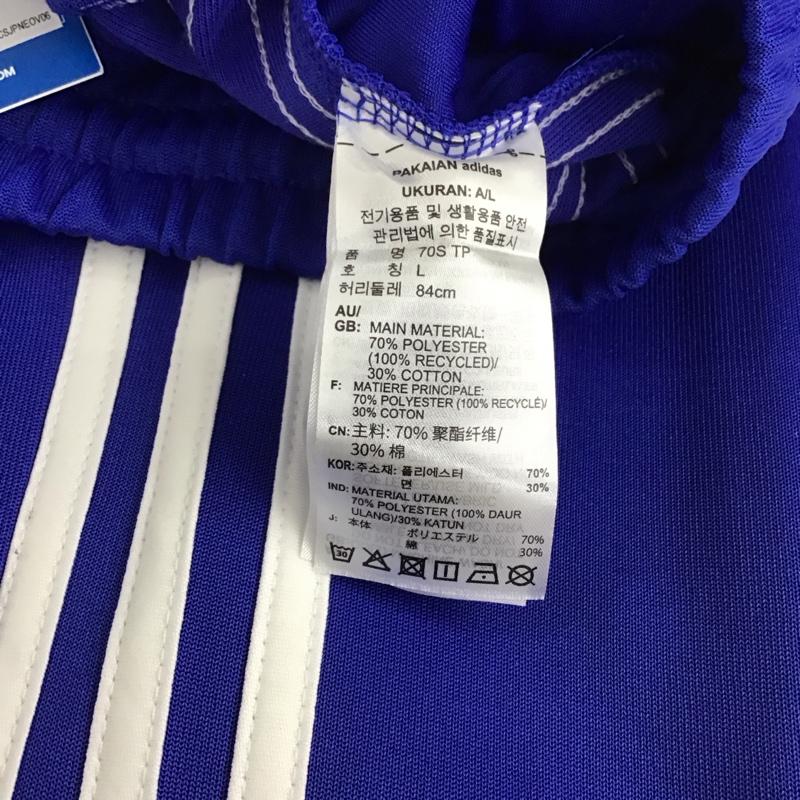 CSJPNEOV06
OM
PAKAIAN adidas
UKURAN: A/L
전기용품 및 생활용품 안전
관리법에 의한 품질표시
품 명 70S TP
호 칭 L
허리둘레 84cm
AU/
GB: MAIN MATERIAL:
70% POLYESTER
(100% RECYCLED)/
30% COTTON
F: MATIERE PRINCIPALE:
70% POLYESTER (100% RECYCLÉ)/
30% COTON
CN: 主料: 70% 聚酯纤维/
30% 棉
KOR: 주소재: 폴리에스터 70%
면 30%
IND: MATERIAL UTAMA:
70% POLYESTER (100% DAUR
ULANG)/30% KATUN
J: 本体 ポリエステル 70%
綿 30%
30